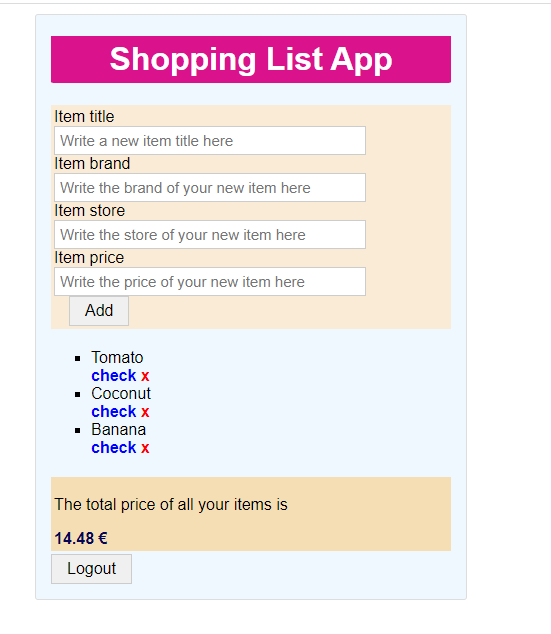 Shopping List App
Item title
Write a new item title here
Item brand
Write the brand of your new item here
Item store
Write the store of your new item here
Item price
Write the price of your new item here
Add
Tomato
check x
Coconut
check x
Banana
check x
The total price of all your items is
14.48 €
Logout